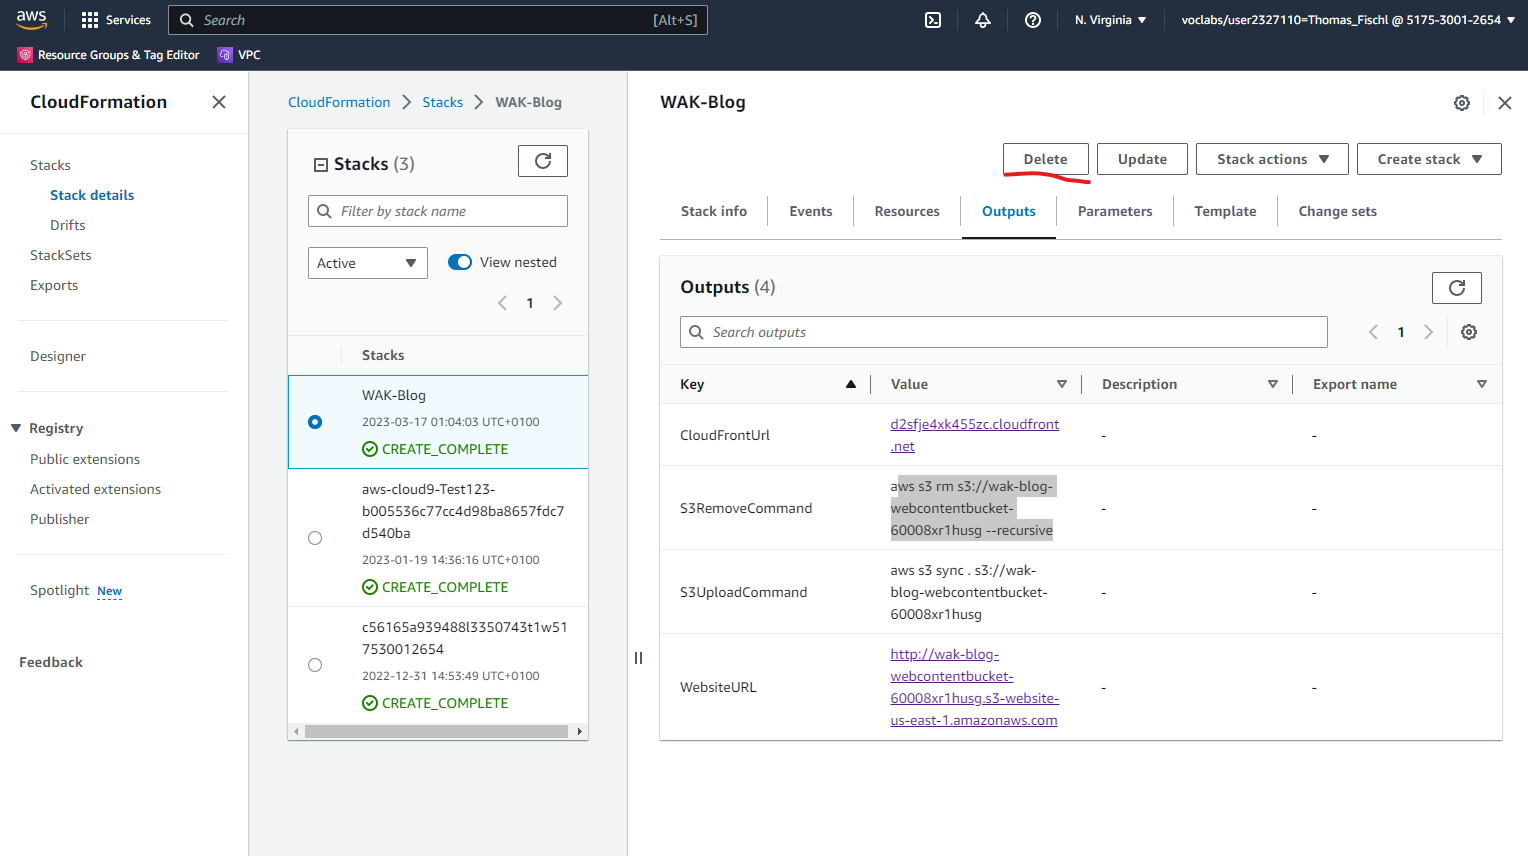 aws
Services
Search
[Alt+S]
N. Virginia
voclabs/user2327110=Thomas_Fischl @ 5175-3001-2654
Resource Groups & Tag Editor
VPC
CloudFormation
Stacks
Stack details
Drifts
StackSets
Exports
Designer
Registry
Public extensions
Activated extensions
Publisher
Spotlight New
Feedback
CloudFormation
Stacks
WAK-Blog
Stacks (3)
Filter by stack name
Active
View nested
1
Stacks
WAK-Blog
2023-03-17 01:04:03 UTC+0100
CREATE_COMPLETE
aws-cloud9-Test123-
b005536c77cc4d98ba8657fdc7
d540ba
2023-01-19 14:36:16 UTC+0100
CREATE_COMPLETE
c56165a939488l3350743t1w51
7530012654
2022-12-31 14:53:49 UTC+0100
CREATE_COMPLETE
WAK-Blog
Delete
Update
Stack actions
Create stack
Stack info
Events
Resources
Outputs
Parameters
Template
Change sets
Outputs (4)
Search outputs
1
Key
Value
Description
Export name
CloudFrontUrl
d2sfje4xk455zc.cloudfront
.net
-
-
S3RemoveCommand
aws s3 rm s3://wak-blog-
webcontentbucket-
60008xr1husg --recursive
-
-
S3UploadCommand
aws s3 sync . s3://wak-
blog-webcontentbucket-
60008xr1husg
-
-
WebsiteURL
http://wak-blog-
webcontentbucket-
60008xr1husg.s3-website-
us-east-1.amazonaws.com
-
-